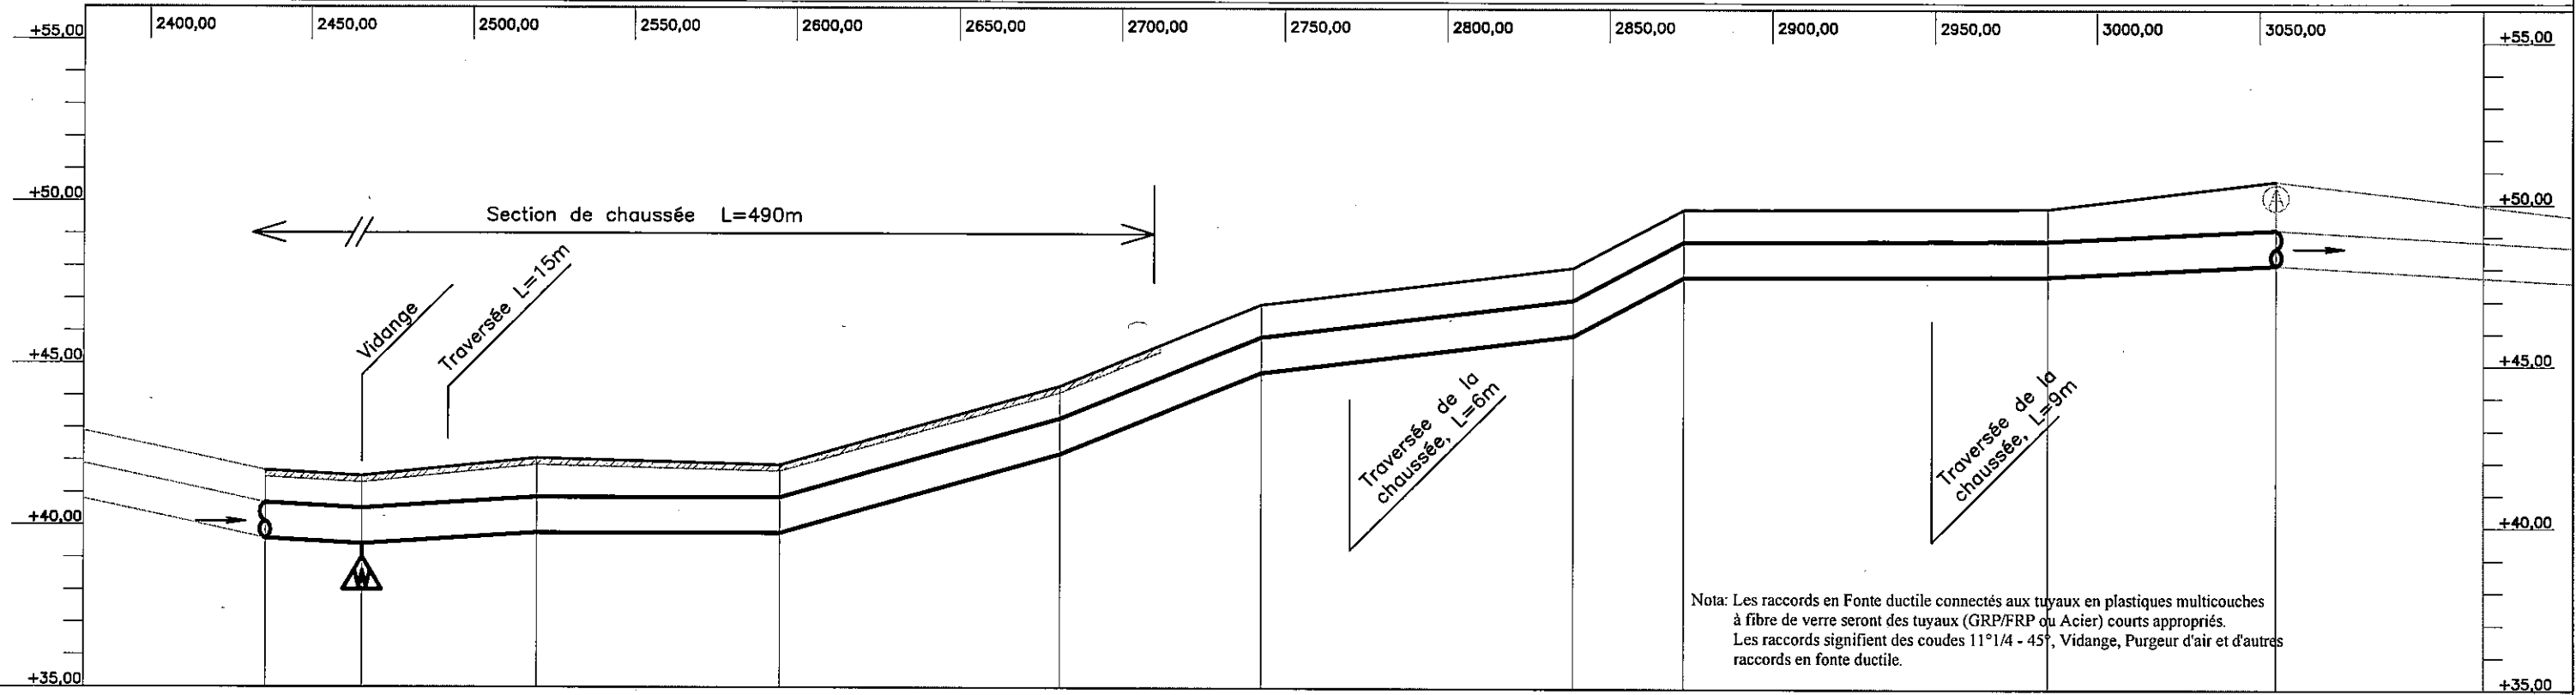 2400,00 2450,00 2500,00 2550,00 2600,00 2650,00 2700,00 2750,00 2800,00 2850,00 2900,00 2950,00 3000,00 3050,00
+55,00 +55,00
+50,00 +50,00
A
Section de chaussée L=490m
Vidange
Traversée L=15m
+45,00 +45,00
Traversée de la
chaussée, L=6m
Traversée de la
chaussée, L=9m
+40,00 +40,00
W
Nota: Les raccords en Fonte ductile connectés aux tuyaux en plastiques multicouches
à fibre de verre seront des tuyaux (GRP/FRP ou Acier) courts appropriés.
Les raccords signifient des coudes 11°1/4 - 45°, Vidange, Purgeur d'air et d'autres
raccords en fonte ductile.
+35,00 +35,00